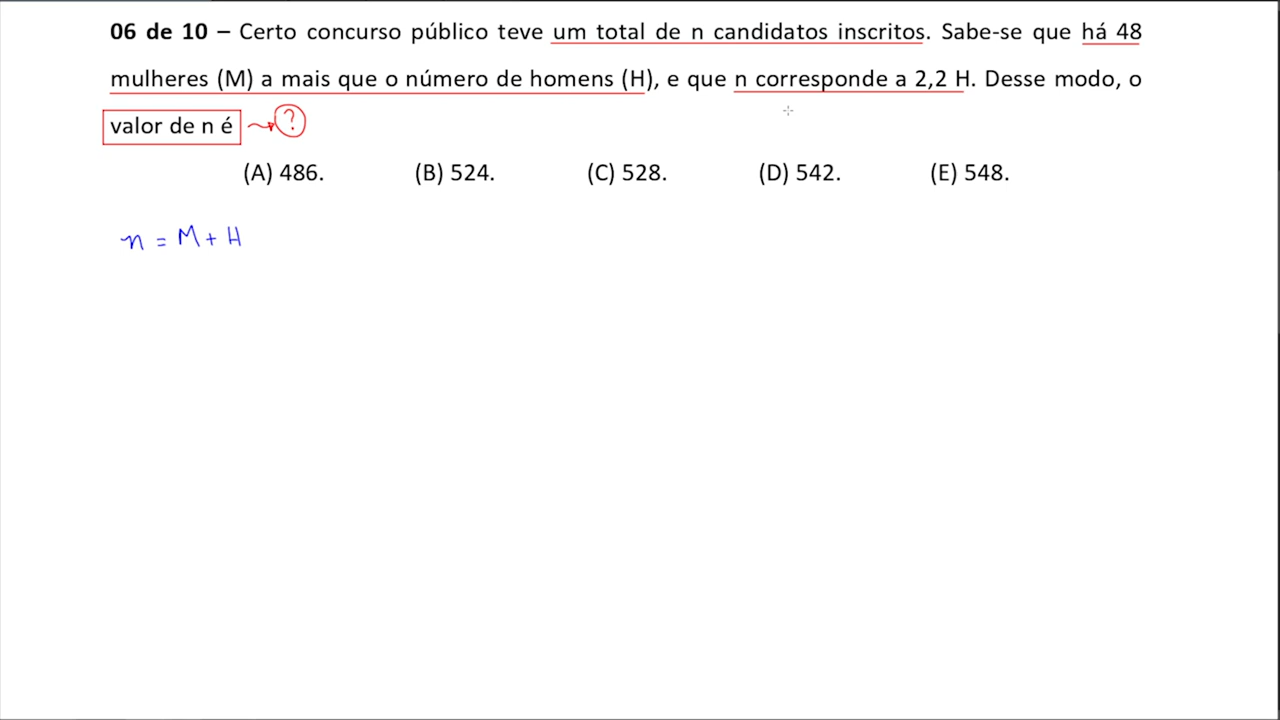 06 de 10 – Certo concurso público teve um total de n candidatos inscritos. Sabe-se que há 48
mulheres (M) a mais que o número de homens (H), e que n corresponde a 2,2 H. Desse modo, o
valor de n é ?
(A) 486. (B) 524. (C) 528. (D) 542. (E) 548.
n = M + H